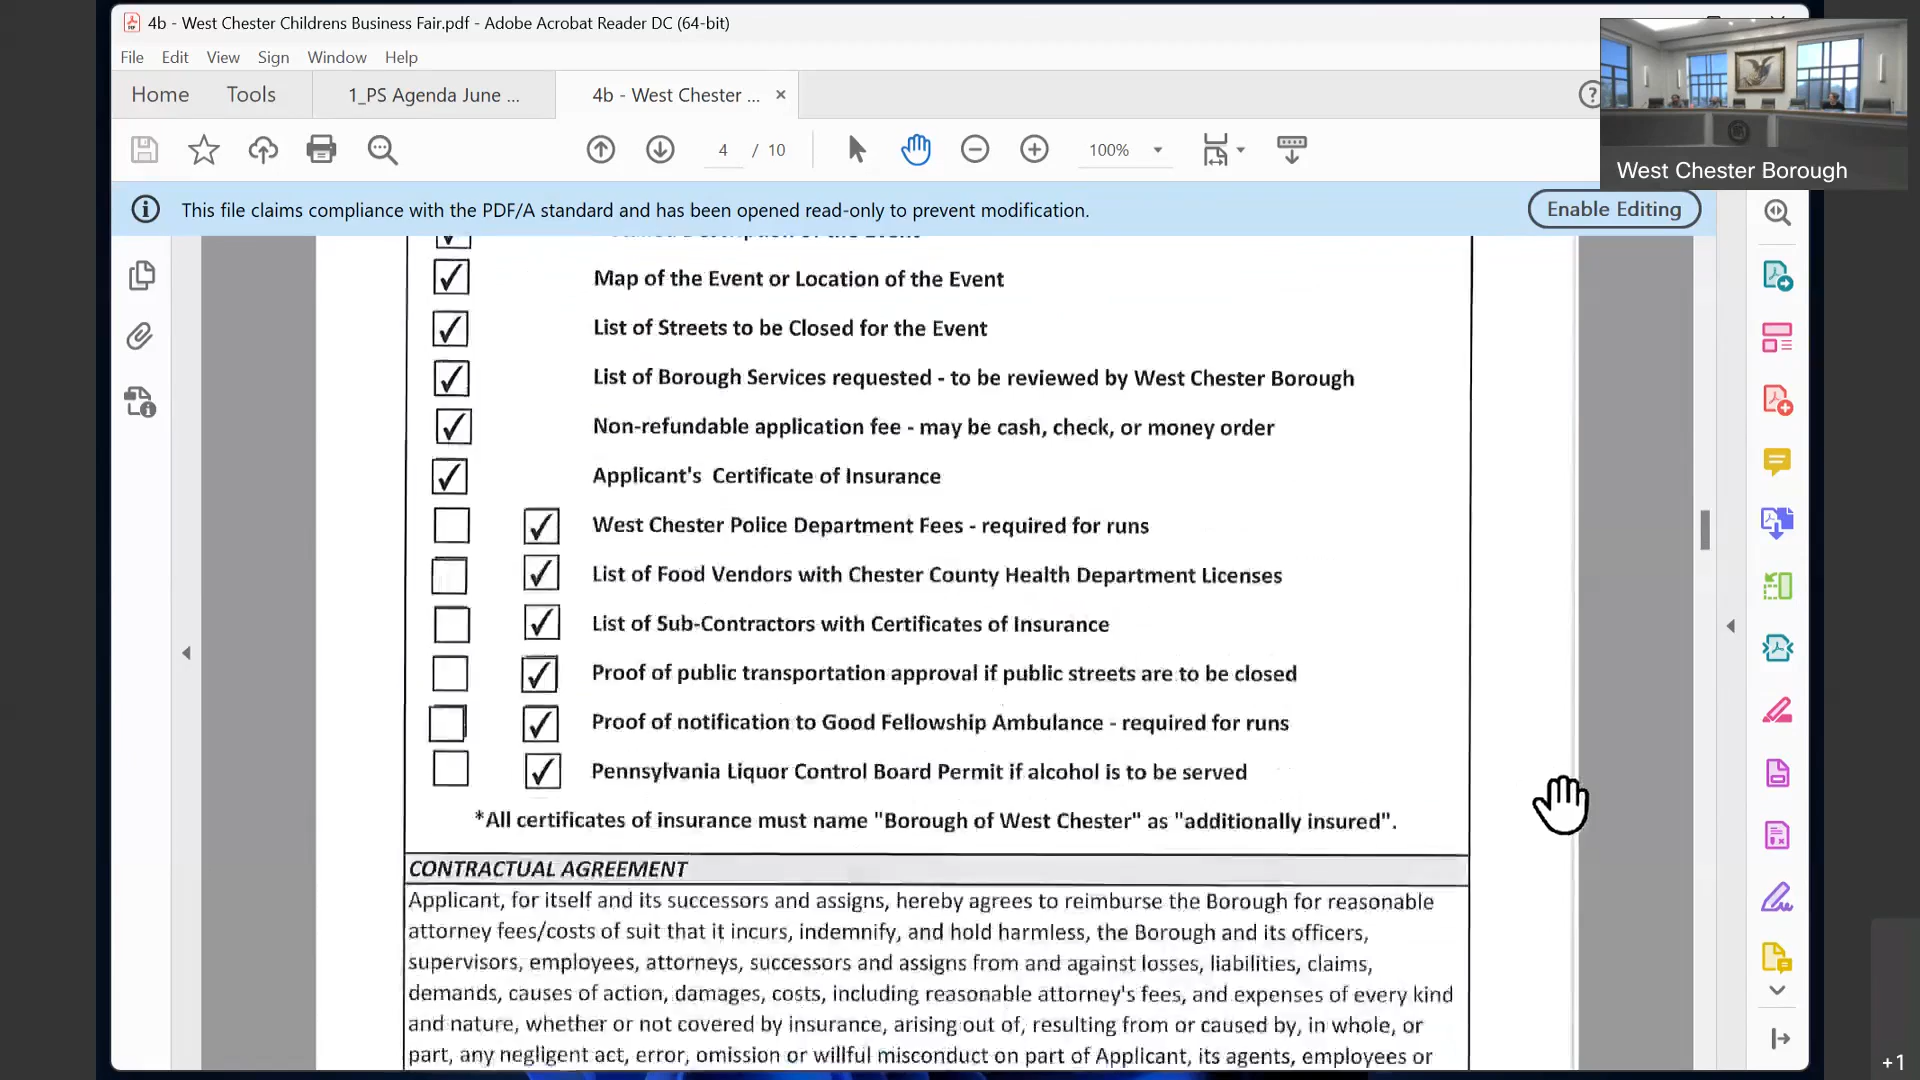 4b - West Chester Childrens Business Fair.pdf - Adobe Acrobat Reader DC (64-bit)
File Edit View Sign Window Help
Home Tools 1_PS Agenda June ... 4b - West Chester ... ×
4 / 10 100%
West Chester Borough
This file claims compliance with the PDF/A standard and has been opened read-only to prevent modification. Enable Editing
Map of the Event or Location of the Event
List of Streets to be Closed for the Event
List of Borough Services requested - to be reviewed by West Chester Borough
Non-refundable application fee - may be cash, check, or money order
Applicant's Certificate of Insurance
West Chester Police Department Fees - required for runs
List of Food Vendors with Chester County Health Department Licenses
List of Sub-Contractors with Certificates of Insurance
Proof of public transportation approval if public streets are to be closed
Proof of notification to Good Fellowship Ambulance - required for runs
Pennsylvania Liquor Control Board Permit if alcohol is to be served
*All certificates of insurance must name "Borough of West Chester" as "additionally insured".
CONTRACTUAL AGREEMENT
Applicant, for itself and its successors and assigns, hereby agrees to reimburse the Borough for reasonable
attorney fees/costs of suit that it incurs, indemnify, and hold harmless, the Borough and its officers,
supervisors, employees, attorneys, successors and assigns from and against losses, liabilities, claims,
demands, causes of action, damages, costs, including reasonable attorney's fees, and expenses of every kind
and nature, whether or not covered by insurance, arising out of, resulting from or caused by, in whole, or
part, any negligent act, error, omission or willful misconduct on part of Applicant, its agents, employees or
+1